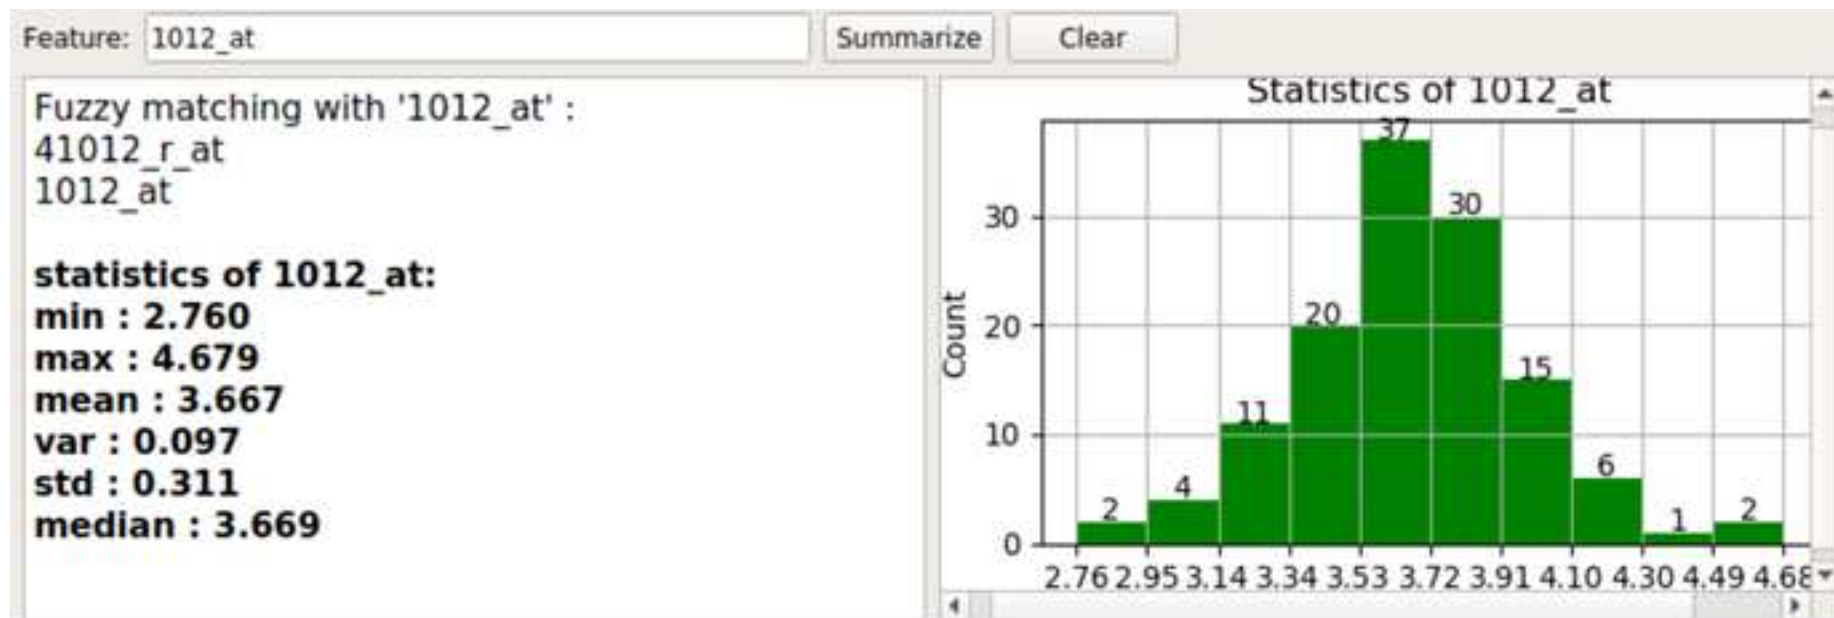 Feature: 1012_at Summarize Clear
Fuzzy matching with '1012_at' :
41012_r_at
1012_at
statistics of 1012_at:
min : 2.760
max : 4.679
mean : 3.667
var : 0.097
std : 0.311
median : 3.669
Statistics of 1012_at
Count
30
20
10
0
2
4
11
20
37
30
15
6
1
2
2.76 2.95 3.14 3.34 3.53 3.72 3.91 4.10 4.30 4.49 4.68